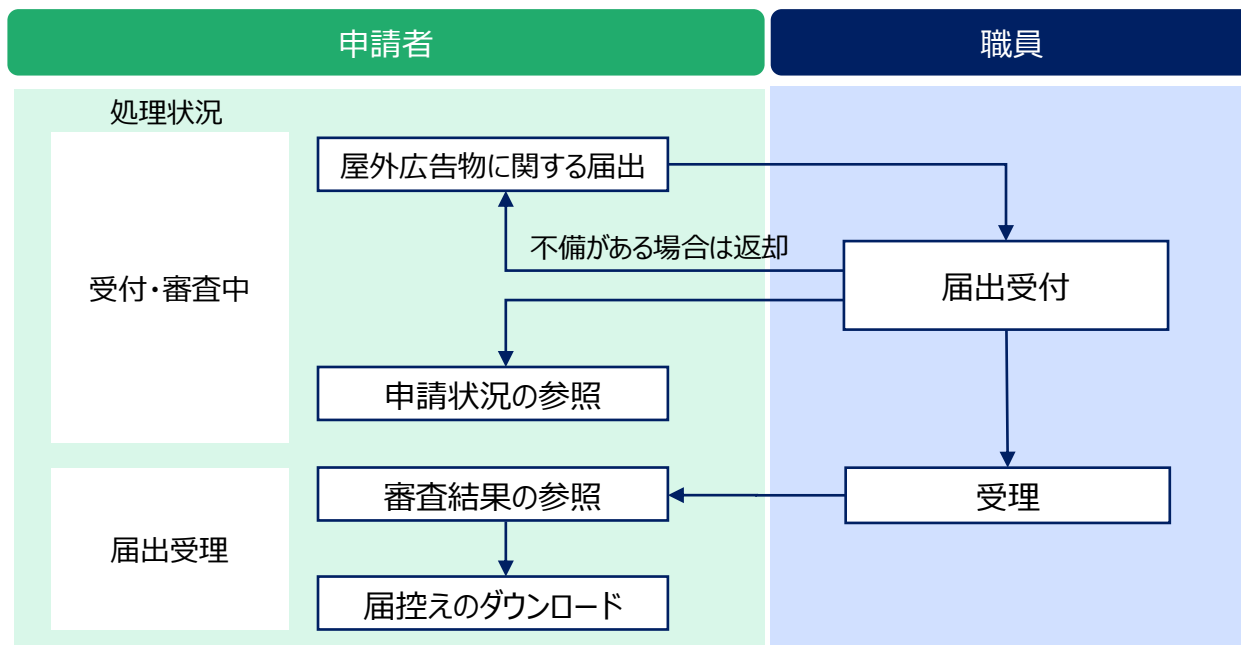 申請者
職員
処理状況
屋外広告物に関する届出
不備がある場合は返却
受付・審査中
届出受付
申請状況の参照
審査結果の参照
受理
届出受理
届控えのダウンロード